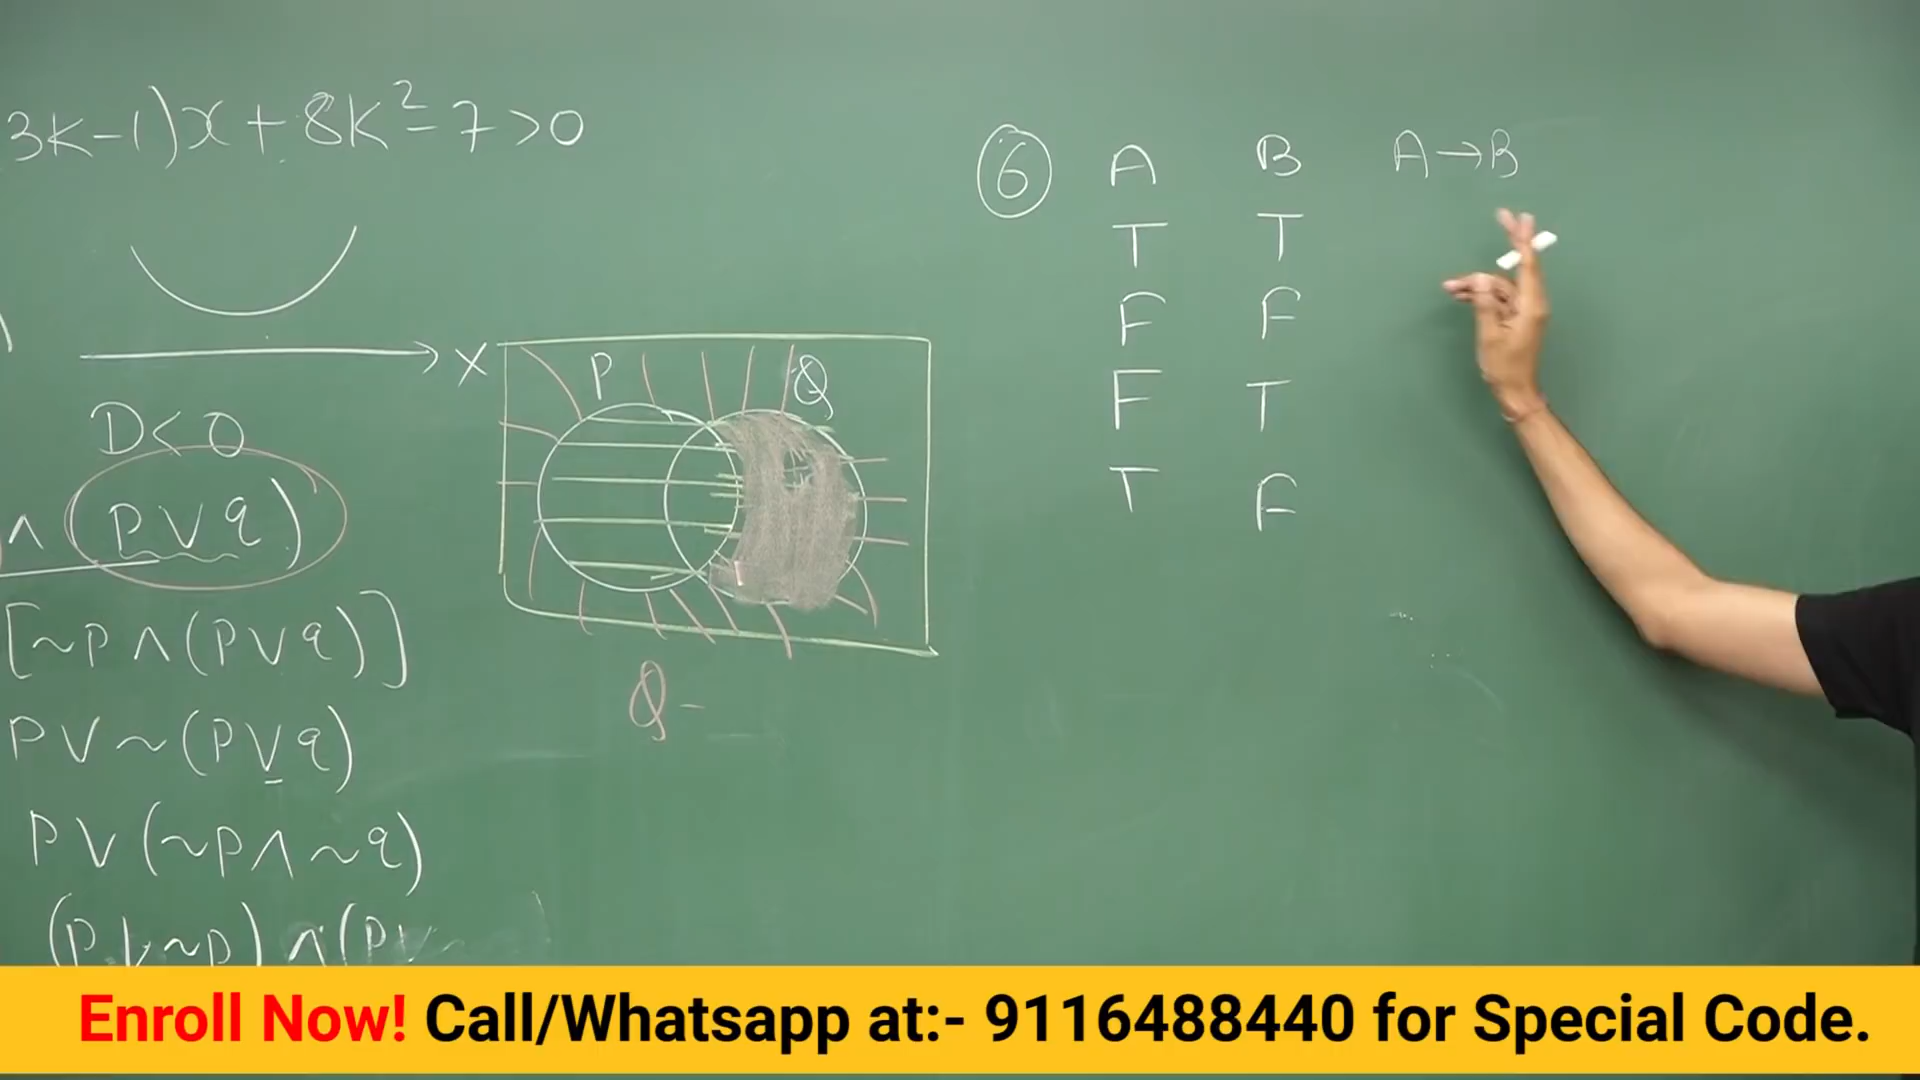 3K-1)x + 8K²-7>0
X
D<0
∧ (p∨q)
[~p∧(p∨q)]
p∨~(p∨q)
p∨(~p∧~q)
(p∨~p)∧(p∨
P Q
Q-
6 A B A→B
T T
F F
F T
T F
Enroll Now! Call/Whatsapp at:- 9116488440 for Special Code.